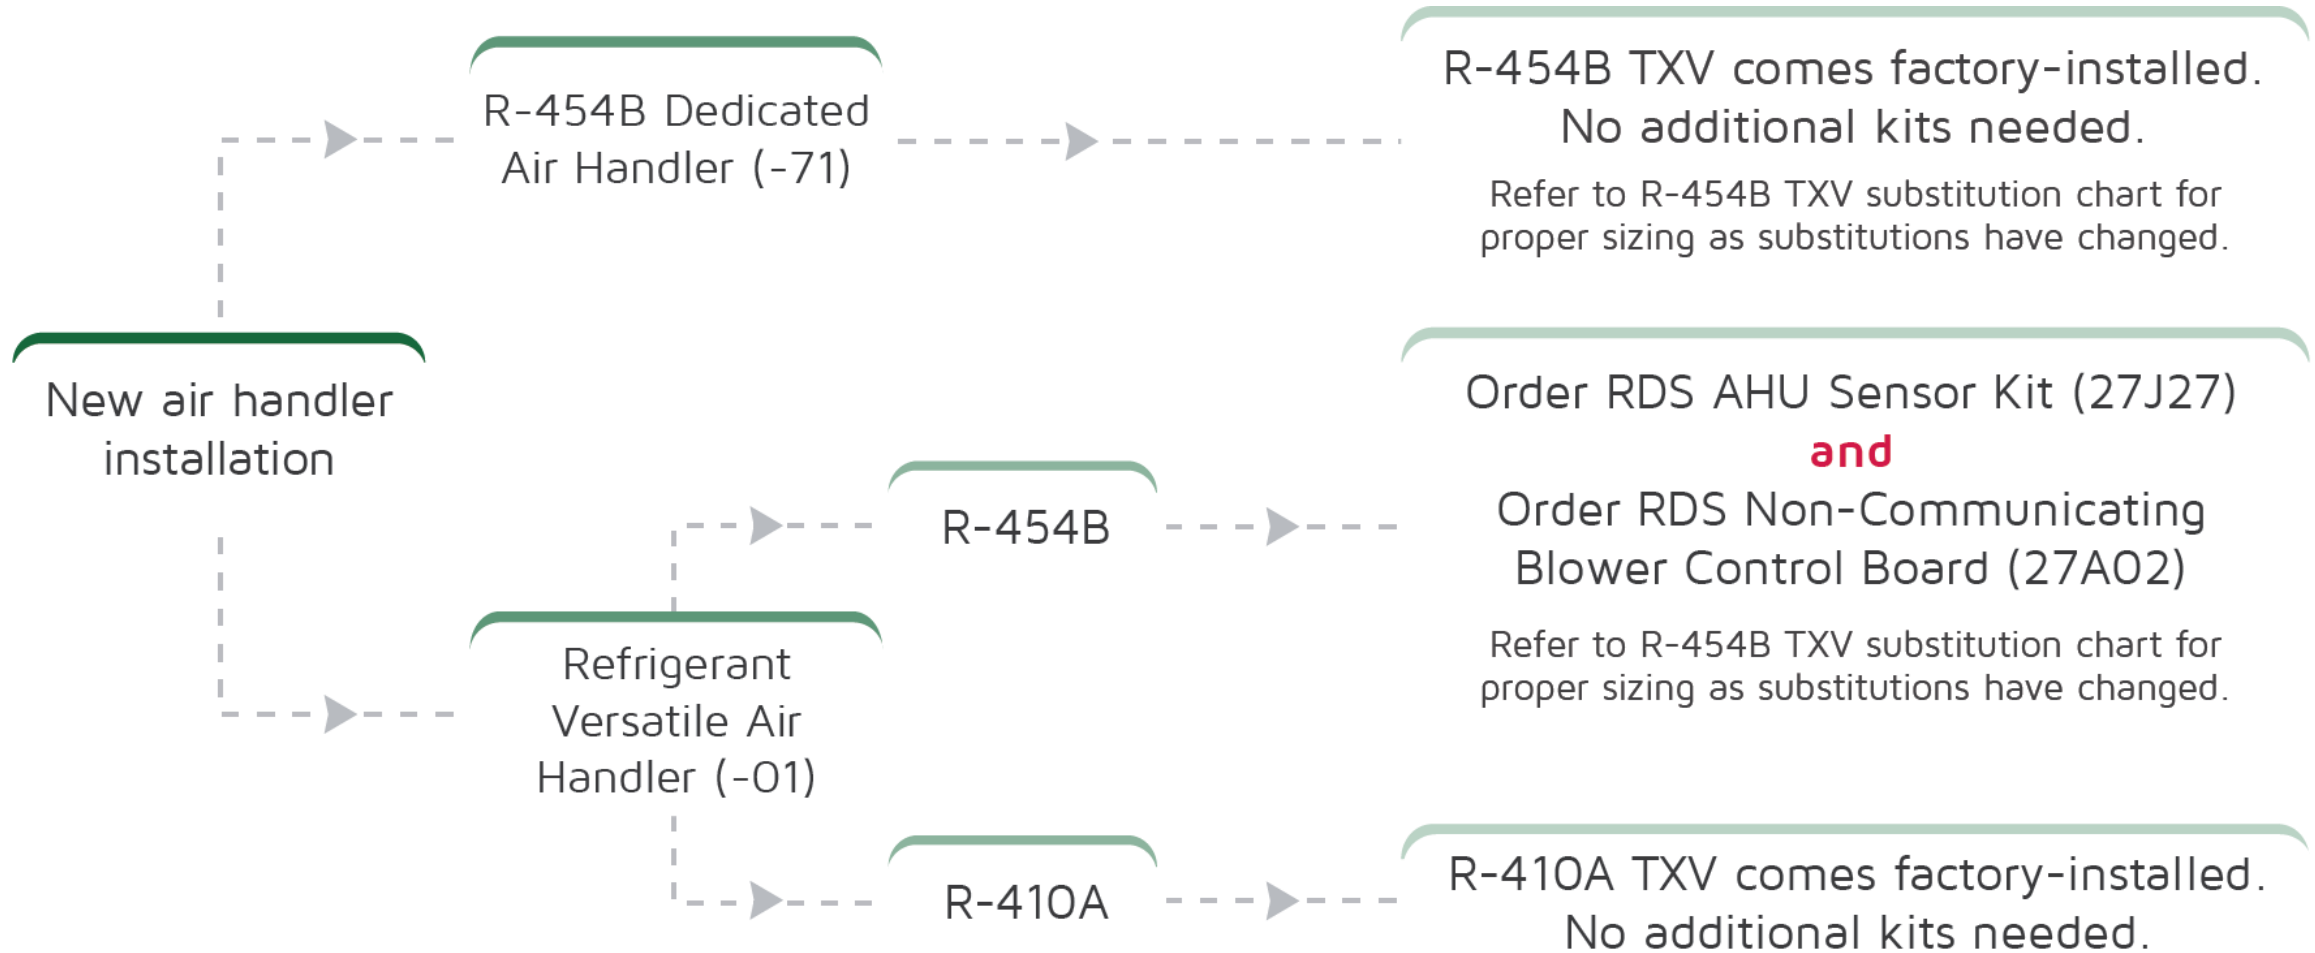 New air handler
installation
R-454B Dedicated
Air Handler (-71)
R-454B TXV comes factory-installed.
No additional kits needed.
Refer to R-454B TXV substitution chart for
proper sizing as substitutions have changed.
Refrigerant
Versatile Air
Handler (-01)
R-454B
Order RDS AHU Sensor Kit (27J27)
and
Order RDS Non-Communicating
Blower Control Board (27A02)
Refer to R-454B TXV substitution chart for
proper sizing as substitutions have changed.
R-410A
R-410A TXV comes factory-installed.
No additional kits needed.